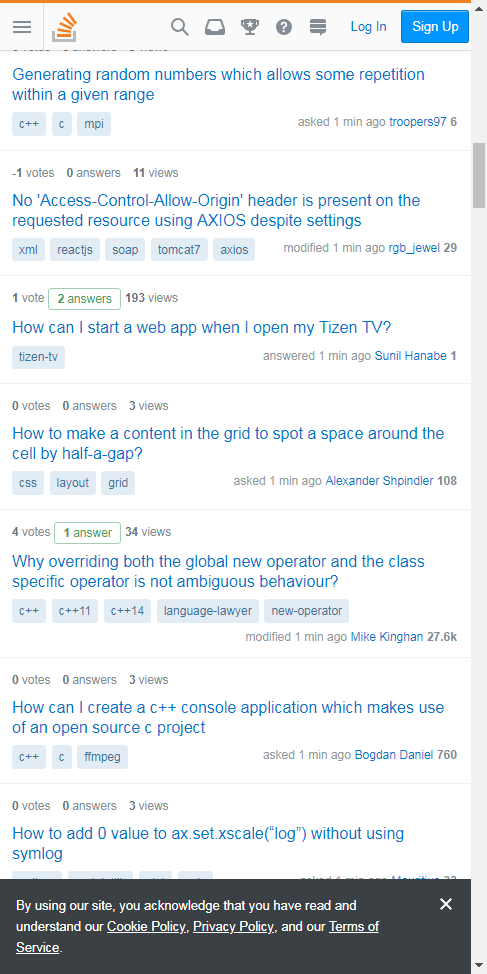 Log In
Sign Up
Generating random numbers which allows some repetition
within a given range
c++ c mpi
asked 1 min ago troopers97 6
-1 votes 0 answers 11 views
No 'Access-Control-Allow-Origin' header is present on the
requested resource using AXIOS despite settings
xml reactjs soap tomcat7 axios
modified 1 min ago rgb_jewel 29
1 vote 2 answers 193 views
How can I start a web app when I open my Tizen TV?
tizen-tv
answered 1 min ago Sunil Hanabe 1
0 votes 0 answers 3 views
How to make a content in the grid to spot a space around the
cell by half-a-gap?
css layout grid
asked 1 min ago Alexander Shpindler 108
4 votes 1 answer 34 views
Why overriding both the global new operator and the class
specific operator is not ambiguous behaviour?
c++ c++11 c++14 language-lawyer new-operator
modified 1 min ago Mike Kinghan 27.6k
0 votes 0 answers 3 views
How can I create a c++ console application which makes use
of an open source c project
c++ c ffmpeg
asked 1 min ago Bogdan Daniel 760
0 votes 0 answers 3 views
How to add 0 value to ax.set.xscale(“log”) without using
symlog
By using our site, you acknowledge that you have read and
understand our Cookie Policy, Privacy Policy, and our Terms of
Service.